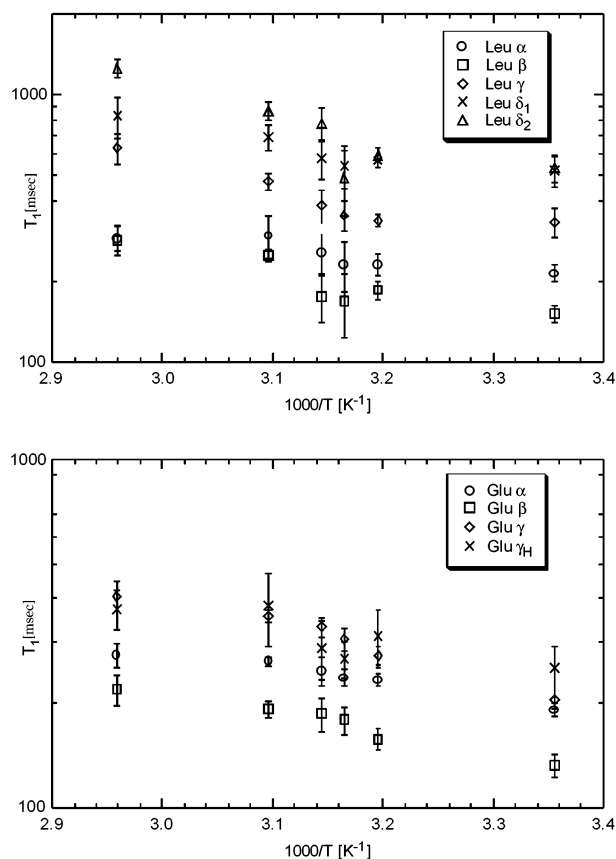 1000
100
T₁[msec]
Leu α
Leu β
Leu γ
Leu δ₁
Leu δ₂
2.9 3.0 3.1 3.2 3.3 3.4
1000/T [K⁻¹]
1000
100
T₁[msec]
Glu α
Glu β
Glu γ
Glu γH
2.9 3.0 3.1 3.2 3.3 3.4
1000/T [K⁻¹]